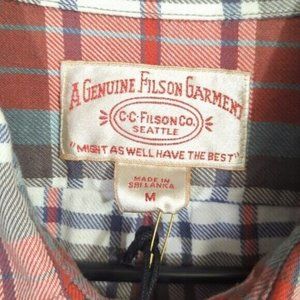 A GENUINE FILSON GARMENT
C·C·FILSON CO.
SEATTLE
"MIGHT AS WELL HAVE THE BEST"
MADE IN
SRI LANKA
M